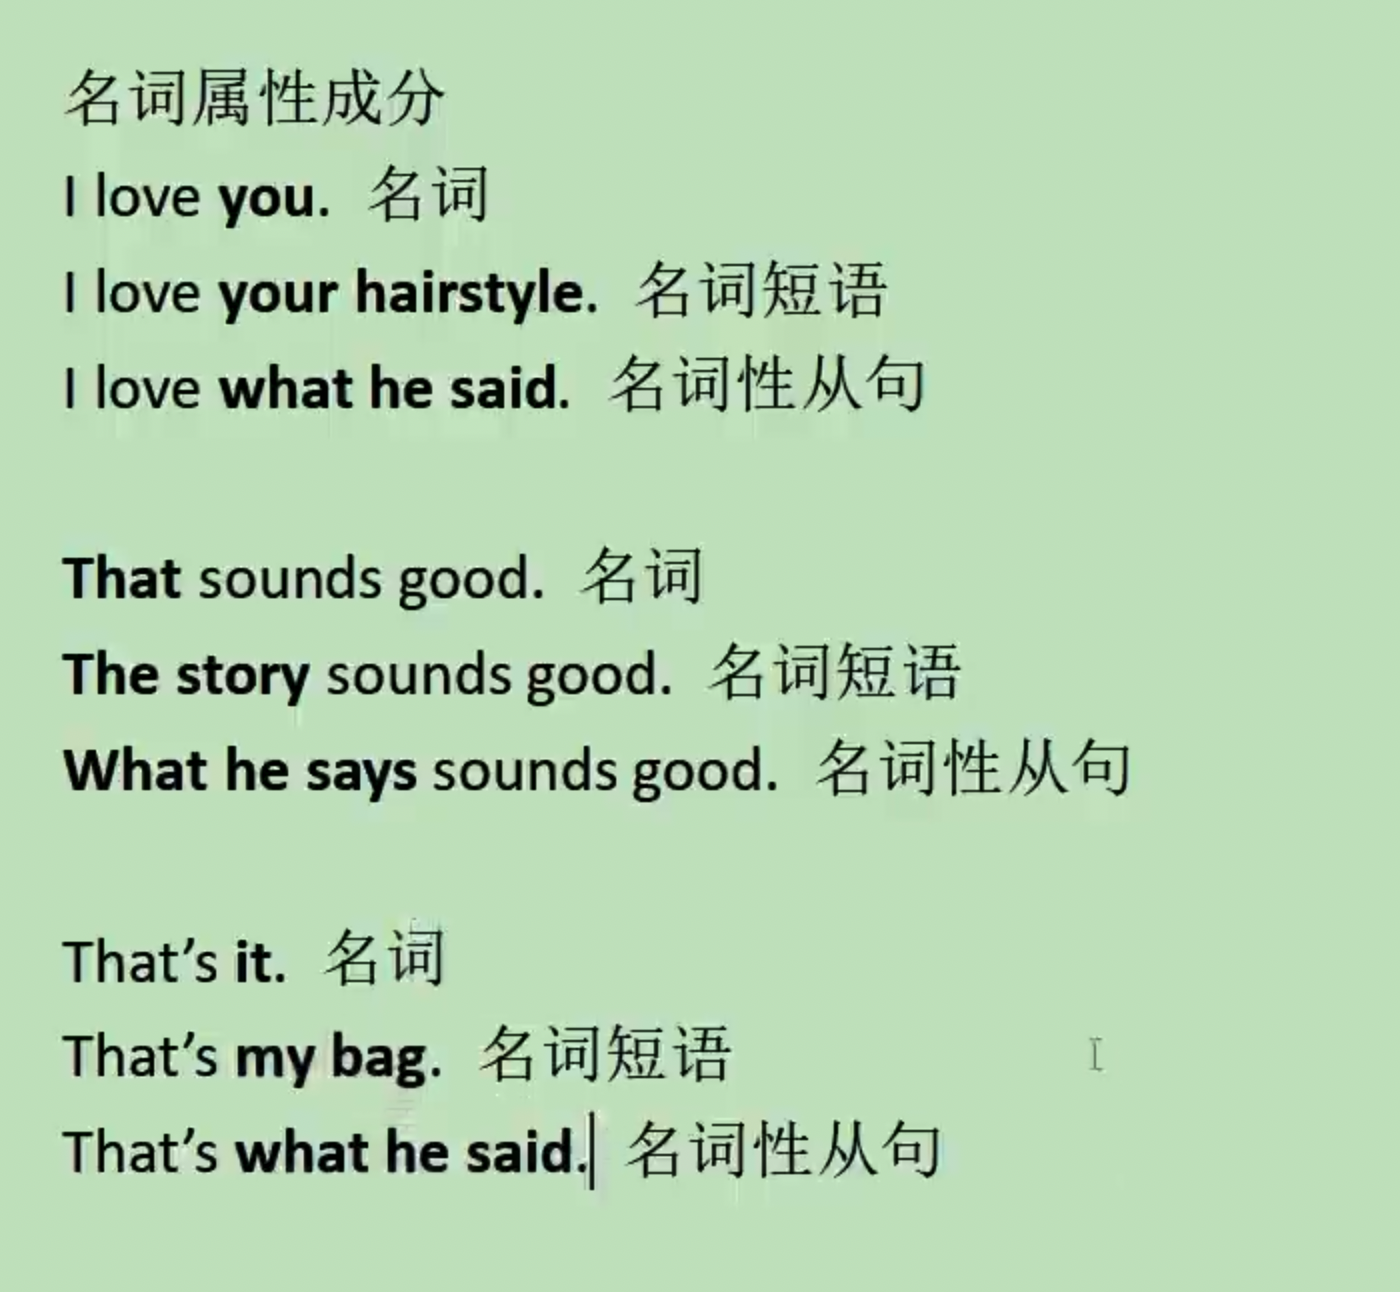 名词属性成分
I love you. 名词
I love your hairstyle. 名词短语
I love what he said. 名词性从句
That sounds good. 名词
The story sounds good. 名词短语
What he says sounds good. 名词性从句
That’s it. 名词
That’s my bag. 名词短语
That’s what he said. 名词性从句